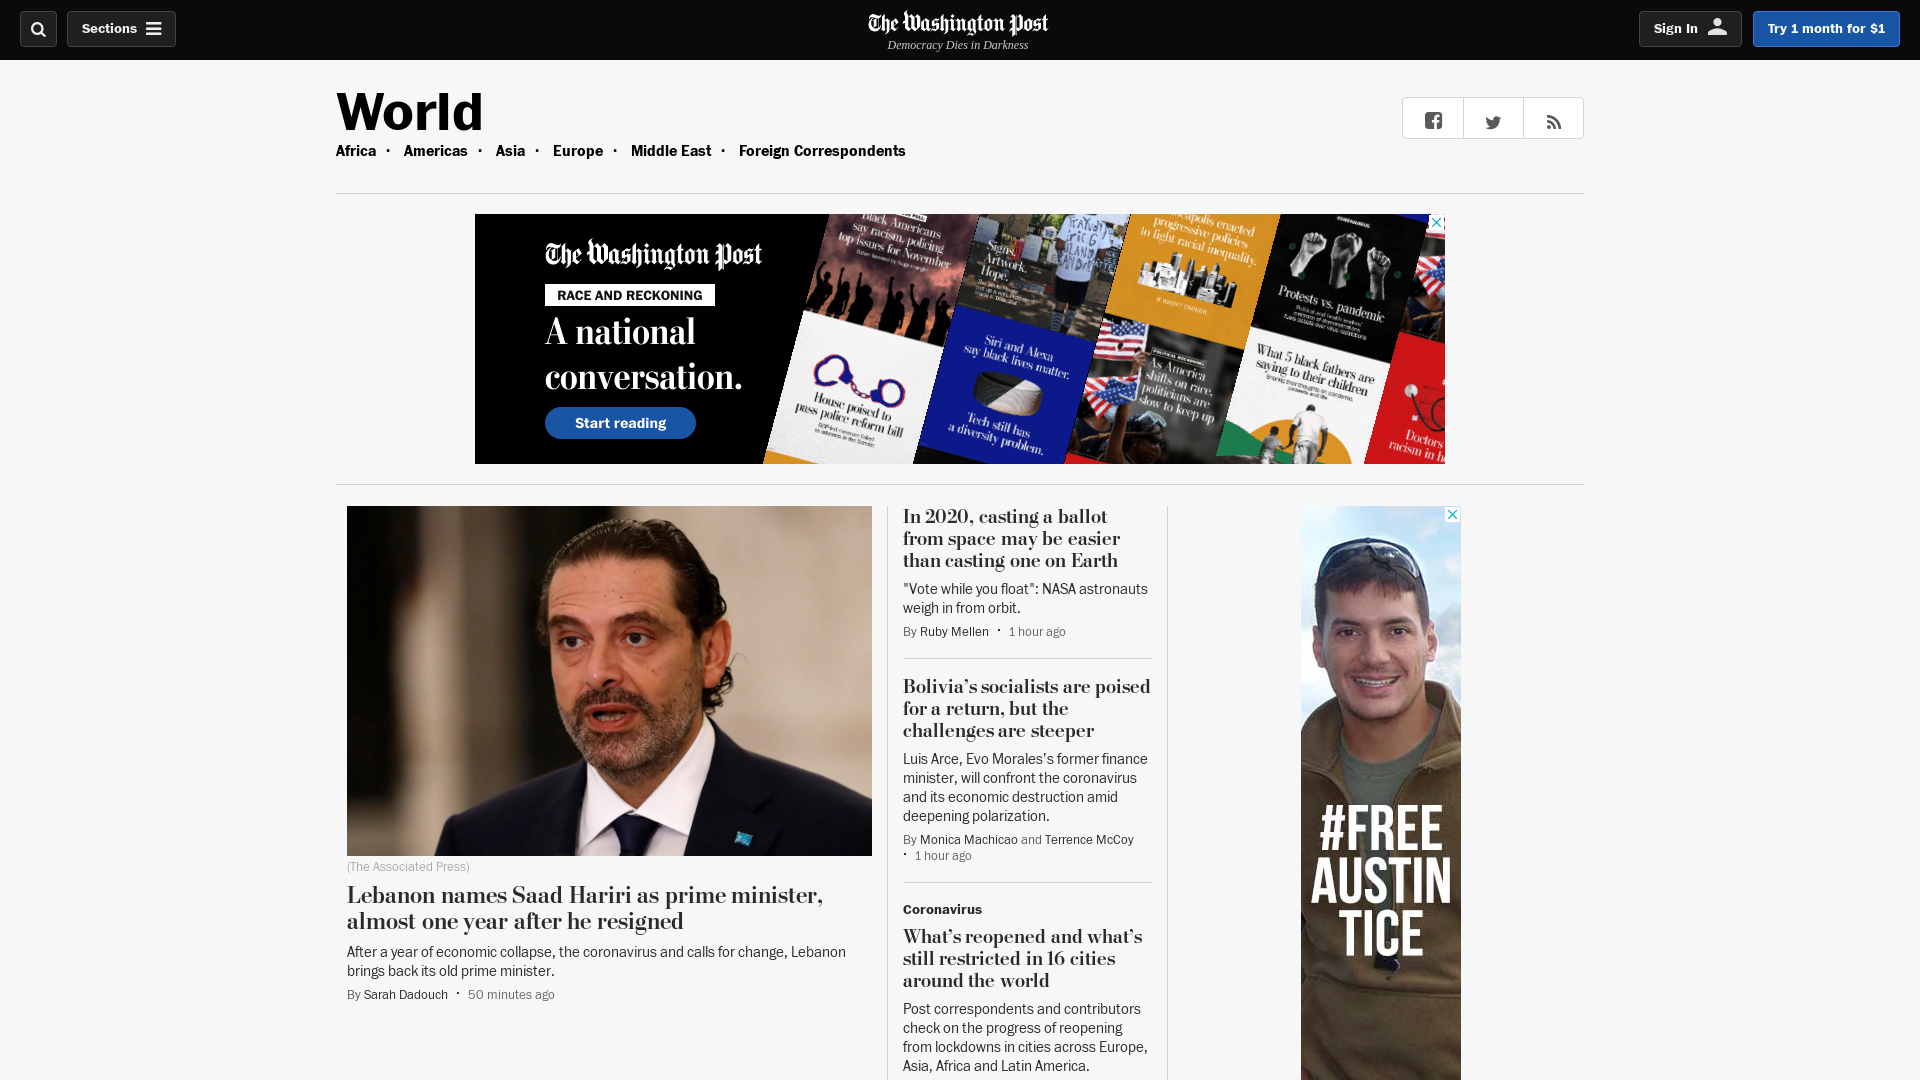 Sections
The Washington Post
Democracy Dies in Darkness
Sign In
Try 1 month for $1
World
Africa · Americas · Asia · Europe · Middle East · Foreign Correspondents
The Washington Post
RACE AND RECKONING
A national
conversation.
Start reading
Black Americans
say racism, policing
top issues for November
House poised to
pass police reform bill
Signs.
Artwork.
Hope.
Siri and Alexa
say black lives matter.
Tech still has
a diversity problem.
enacted
progressive policies
to fight racial inequality.
IT WASN'T ENOUGH.
POLITICAL RECKONING
As America
shifts on race,
politicians are
slow to keep up
CORONAVIRUS
Protests vs. pandemic
What 5 black fathers are
saying to their children
Doctors
racism in
(The Associated Press)
Lebanon names Saad Hariri as prime minister,
almost one year after he resigned
After a year of economic collapse, the coronavirus and calls for change, Lebanon
brings back its old prime minister.
By Sarah Dadouch · 50 minutes ago
In 2020, casting a ballot
from space may be easier
than casting one on Earth
"Vote while you float": NASA astronauts
weigh in from orbit.
By Ruby Mellen · 1 hour ago
Bolivia’s socialists are poised
for a return, but the
challenges are steeper
Luis Arce, Evo Morales’s former finance
minister, will confront the coronavirus
and its economic destruction amid
deepening polarization.
By Monica Machicao and Terrence McCoy
· 1 hour ago
Coronavirus
What’s reopened and what’s
still restricted in 16 cities
around the world
Post correspondents and contributors
check on the progress of reopening
from lockdowns in cities across Europe,
Asia, Africa and Latin America.
#FREE
AUSTIN
TICE